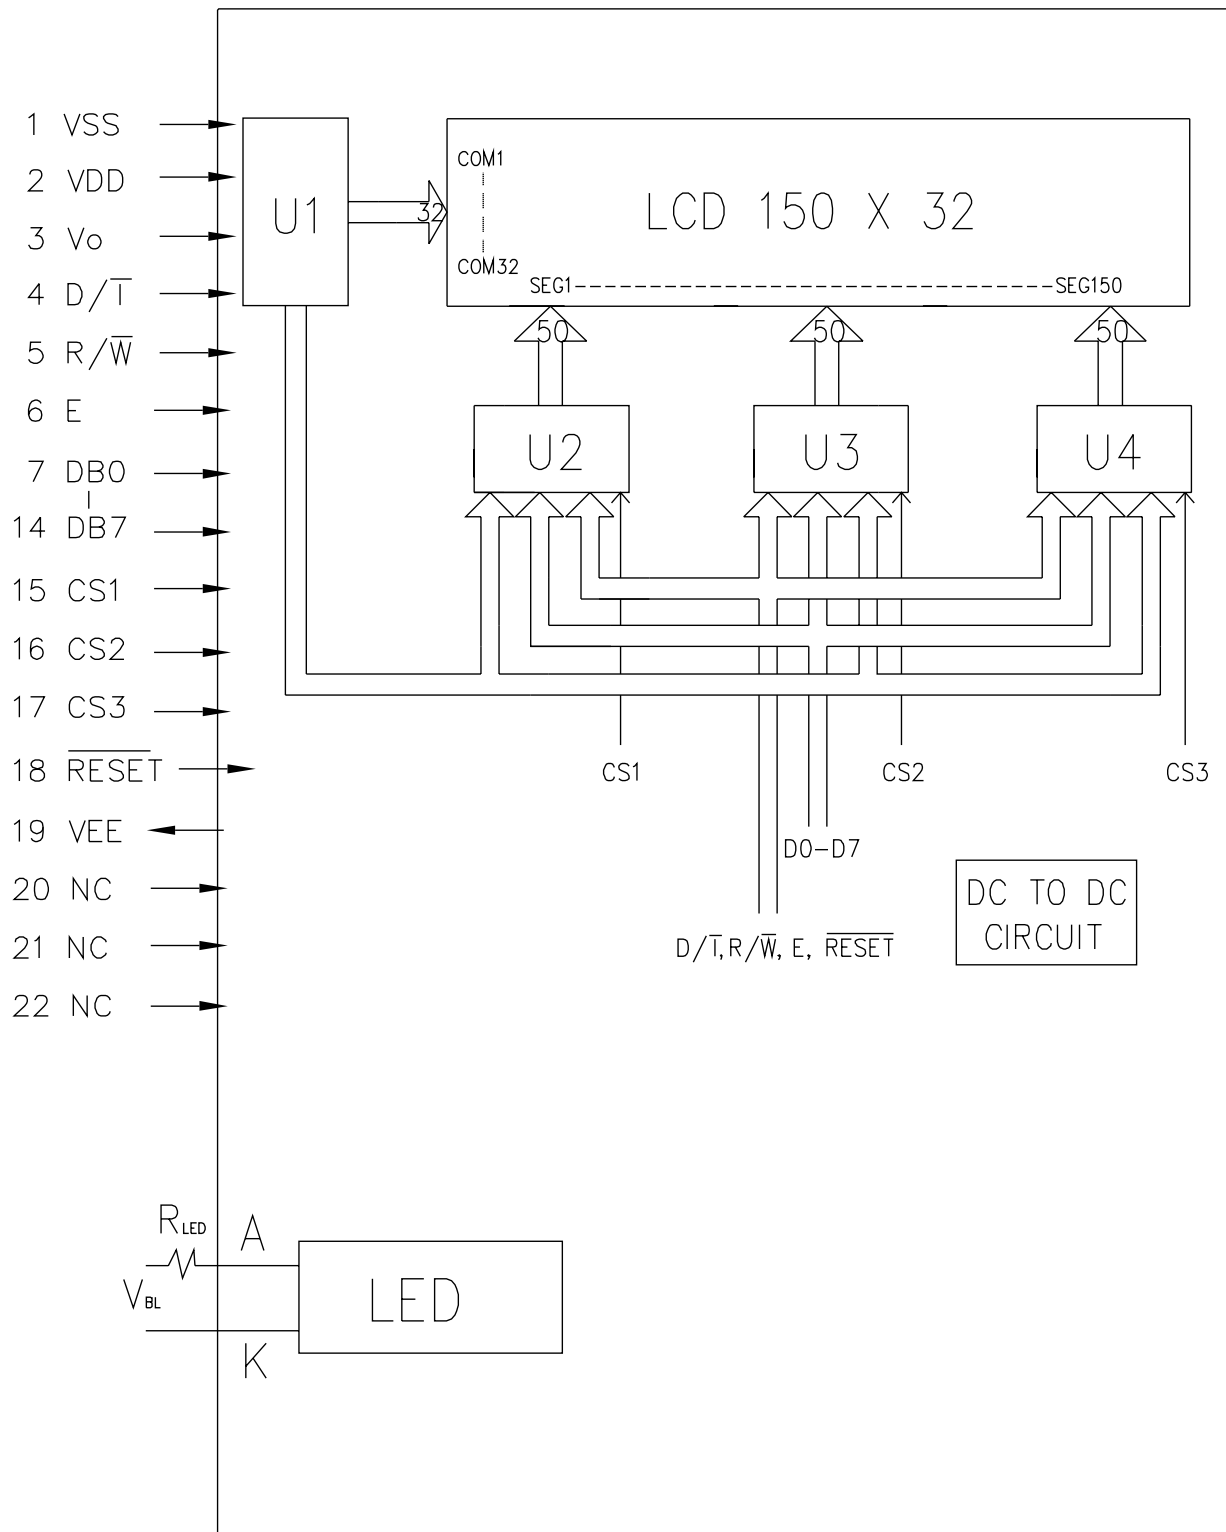 1 VSS
2 VDD
3 Vo
4 D/I̅
5 R/W̅
6 E
7 DB0
14 DB7
15 CS1
16 CS2
17 CS3
18 R̅E̅S̅E̅T̅
19 VEE
20 NC
21 NC
22 NC
U1
32
COM1
COM32
LCD 150 X 32
SEG1
SEG150
50
50
50
U2
U3
U4
CS1
CS2
CS3
D0-D7
D/I̅, R/W̅, E, R̅E̅S̅E̅T̅
DC TO DC
CIRCUIT
RLED
A
VBL
LED
K